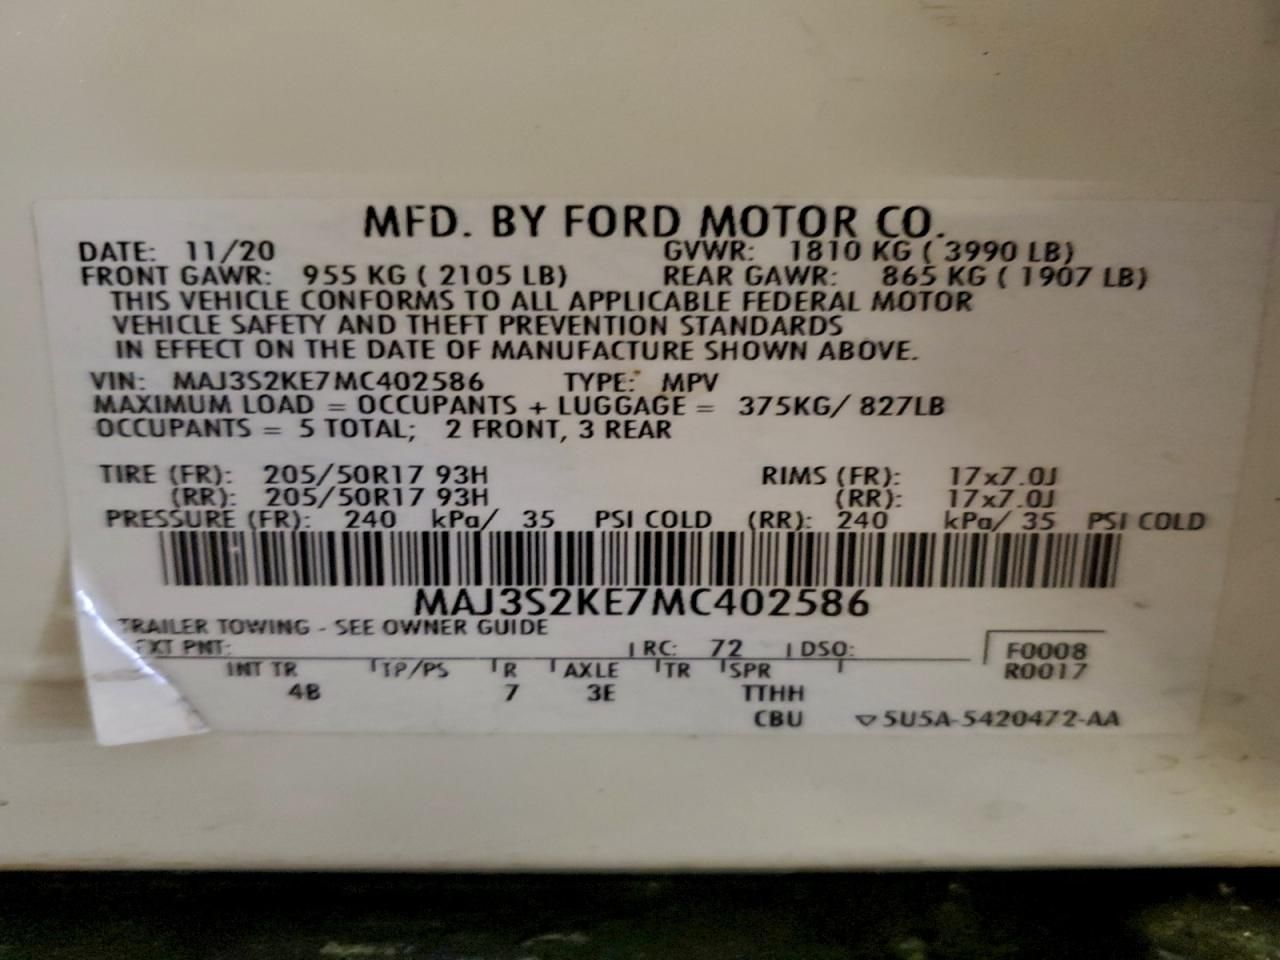 MFD. BY FORD MOTOR CO.
DATE: 11/20 GVWR: 1810 KG ( 3990 LB)
FRONT GAWR: 955 KG ( 2105 LB) REAR GAWR: 865 KG ( 1907 LB)
THIS VEHICLE CONFORMS TO ALL APPLICABLE FEDERAL MOTOR
VEHICLE SAFETY AND THEFT PREVENTION STANDARDS
IN EFFECT ON THE DATE OF MANUFACTURE SHOWN ABOVE.
VIN: MAJ3S2KE7MC402586 TYPE: MPV
MAXIMUM LOAD = OCCUPANTS + LUGGAGE = 375KG/ 827LB
OCCUPANTS = 5 TOTAL; 2 FRONT, 3 REAR
TIRE (FR): 205/50R17 93H RIMS (FR): 17x7.0J
(RR): 205/50R17 93H (RR): 17x7.0J
PRESSURE (FR): 240 kPa/ 35 PSI COLD (RR): 240 kPa/ 35 PSI COLD
MAJ3S2KE7MC402586
TRAILER TOWING - SEE OWNER GUIDE
EXT PNT: RC: 72 DSO: F0008
INT TR TP/PS R AXLE TR SPR R0017
4B 7 3E TTHH
CBU ▽ 5U5A-5420472-AA